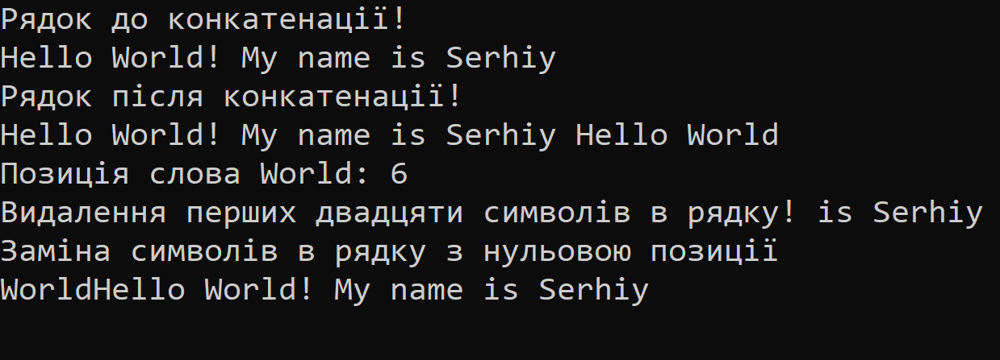 Рядок до конкатенації!
Hello World! My name is Serhiy
Рядок після конкатенації!
Hello World! My name is Serhiy Hello World
Позиція слова World: 6
Видалення перших двадцяти символів в рядку! is Serhiy
Заміна символів в рядку з нульовою позиції
WorldHello World! My name is Serhiy